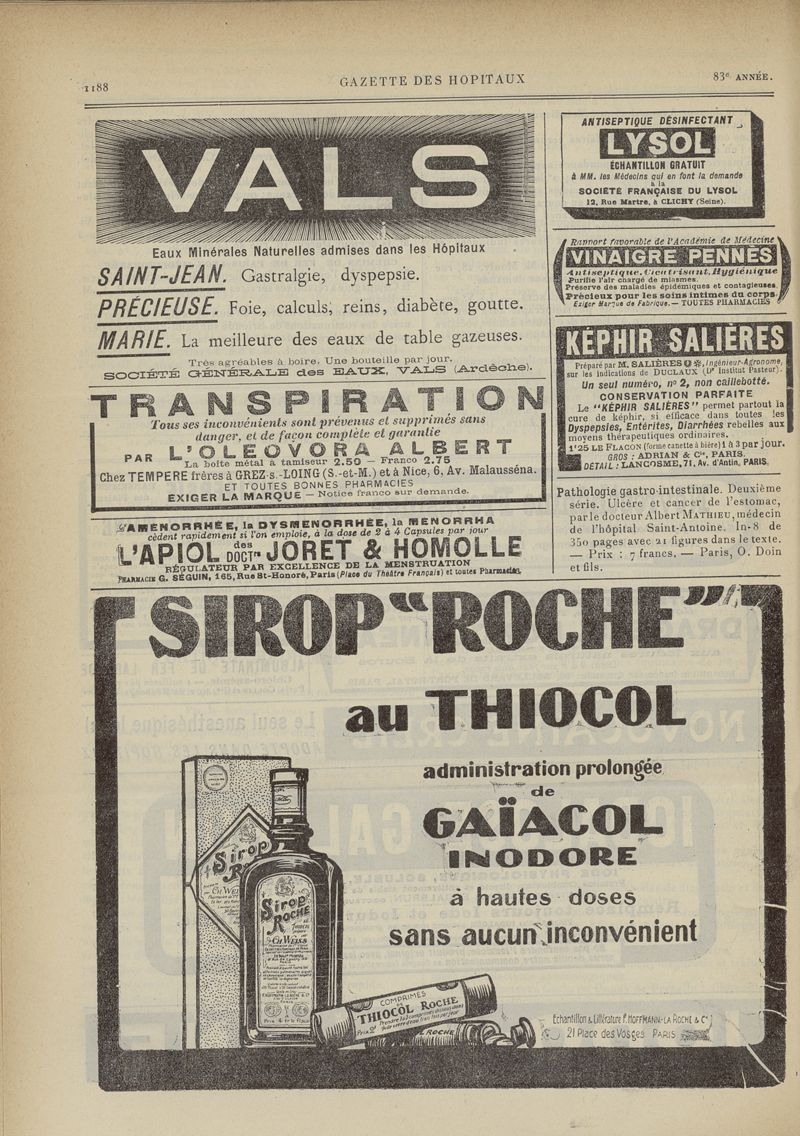 1188
GAZETTE DES HOPITAUX
83e ANNÉE.
VALS
Eaux Minérales Naturelles admises dans les Hôpitaux
SAINT-JEAN. Gastralgie, dyspepsie.
PRÉCIEUSE. Foie, calculs, reins, diabète, goutte.
MARIE. La meilleure des eaux de table gazeuses.
Très agréables à boire. Une bouteille par jour.
SOCIÉTÉ GÉNÉRALE des EAUX, VALS (Ardèche).
TRANSPIRATION
Tous ses inconvénients sont prévenus et supprimés sans
danger, et de façon complète et garantie
PAR L'OLEOVORA ALBERT
La boîte métal à tamiseur 2.50 — Franco 2.75
Chez TEMPERE frères à GREZ-s.-LOING (S.-et-M.) et à Nice, 6, Av. Malausséna.
ET TOUTES BONNES PHARMACIES
EXIGER LA MARQUE — Notice franco sur demande.
L'AMENORRHÉE, la DYSMENORRHÉE, la MENORRHA
cèdent rapidement si l'on emploie, à la dose de 2 à 4 Capsules par jour
L'APIOL des DOCTrs JORET & HOMOLLE
RÉGULATEUR PAR EXCELLENCE DE LA MENSTRUATION
PHARMACIE G. SÉGUIN, 165, Rue St-Honoré, Paris (Place du Théâtre Français) et toutes Pharmacies.
ANTISEPTIQUE DÉSINFECTANT
LYSOL
ÉCHANTILLON GRATUIT
à MM. les Médecins qui en font la demande
à la
SOCIÉTÉ FRANÇAISE DU LYSOL
12, Rue Martre, à CLICHY (Seine).
Rapport favorable de l'Académie de Médecine
VINAIGRE PENNÈS
Antiseptique, Cicatrisant, Hygiénique
Purifie l'air chargé de miasmes.
Préserve des maladies épidémiques et contagieuses.
Précieux pour les soins intimes du corps.
Exiger Marque de Fabrique. — TOUTES PHARMACIES
KÉPHIR SALIÈRES
Préparé par M. SALIÈRES, Ingénieur-Agronome,
sur les indications de DUCLAUX (Dr Institut Pasteur).
Un seul numéro, no 2, non caillebotté.
CONSERVATION PARFAITE
Le "KÉPHIR SALIÈRES" permet partout la
cure de képhir, si efficace dans toutes les
Dyspepsies, Entérites, Diarrhées rebelles aux
moyens thérapeutiques ordinaires.
1f25 LE FLACON (forme canette à bière) 1 à 3 par jour.
GROS : ADRIAN & Cie, PARIS.
DÉTAIL : LANCOSME, 71, Av. d'Antin, PARIS.
Pathologie gastro-intestinale. Deuxième
série. Ulcère et cancer de l'estomac,
par le docteur Albert MATHIEU, médecin
de l'hôpital Saint-Antoine. In-8 de
350 pages avec 21 figures dans le texte.
— Prix : 7 francs. — Paris, O. Doin
et fils.
SIROP "ROCHE"
au THIOCOL
administration prolongée
de
GAÏACOL
INODORE
à hautes doses
sans aucun inconvénient
Sirop
Sirop
ROCHE
CH. WEISS
COMPRIMÉS
DE
THIOCOL ROCHE
ROCHE
Echantillon & Littérature F. HOFFMANN-LA ROCHE & Cie
21 Place des Vosges PARIS